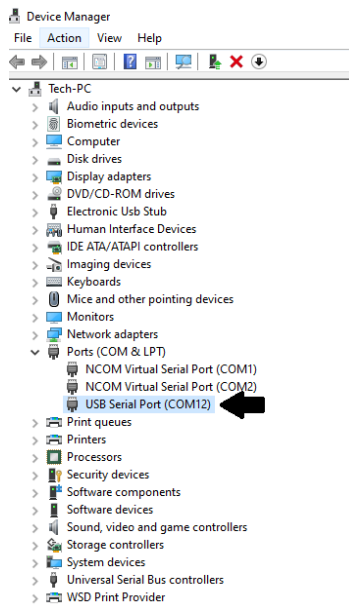 Device Manager
File Action View Help
Tech-PC
Audio inputs and outputs
Biometric devices
Computer
Disk drives
Display adapters
DVD/CD-ROM drives
Electronic Usb Stub
Human Interface Devices
IDE ATA/ATAPI controllers
Imaging devices
Keyboards
Mice and other pointing devices
Monitors
Network adapters
Ports (COM & LPT)
NCOM Virtual Serial Port (COM1)
NCOM Virtual Serial Port (COM2)
USB Serial Port (COM12)
Print queues
Printers
Processors
Security devices
Software components
Software devices
Sound, video and game controllers
Storage controllers
System devices
Universal Serial Bus controllers
WSD Print Provider